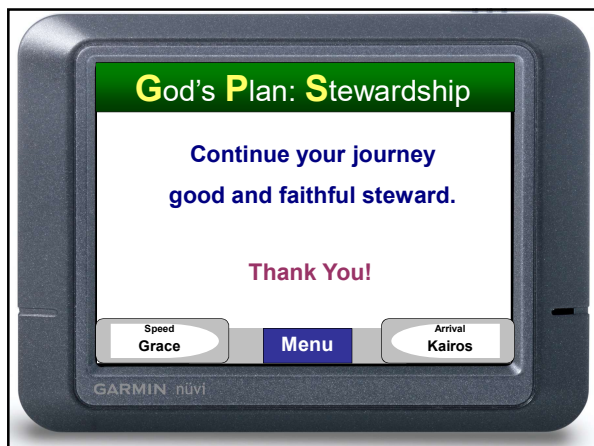 God's Plan: Stewardship
Continue your journey
good and faithful steward.
Thank You!
Speed
Grace
Menu
Arrival
Kairos
GARMIN nüvi